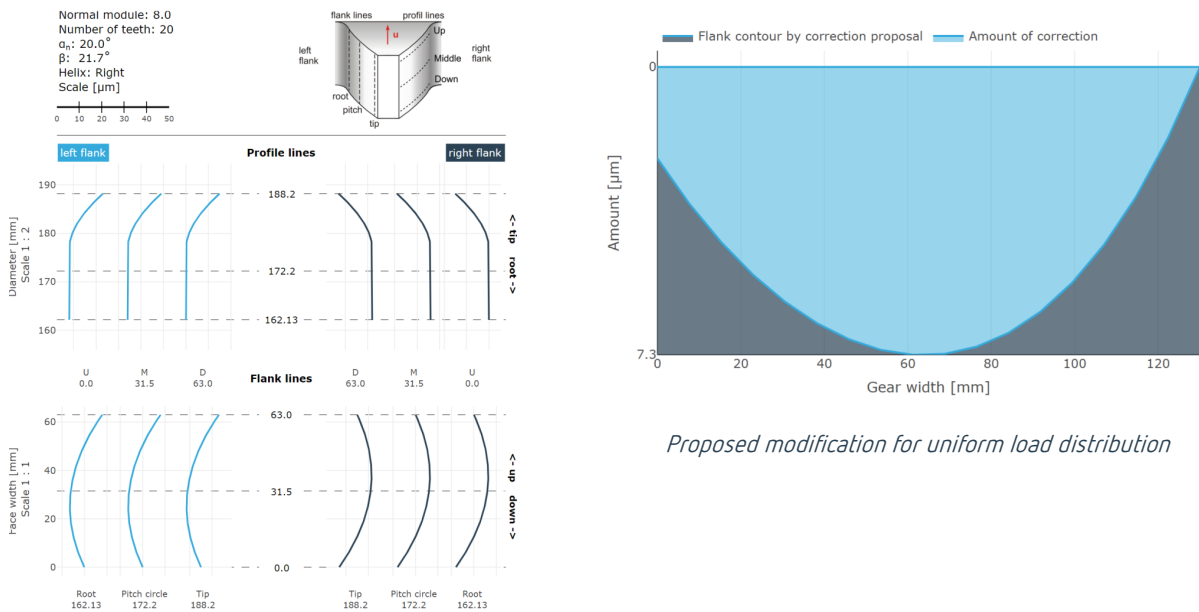 Normal module: 8.0
Number of teeth: 20
αn: 20.0°
β: 21.7°
Helix: Right
Scale [μm]
0 10 20 30 40 50
flank lines
profil lines
u
Up
left
flank
right
flank
Middle
Down
root
pitch
tip
left flank
Profile lines
right flank
Diameter [mm]
Scale 1 : 2
190
180
170
160
188.2
172.2
162.13
<- tip root ->
U M D
0.0 31.5 63.0
Flank lines
D M U
63.0 31.5 0.0
Face width [mm]
Scale 1 : 1
60
40
20
0
63.0
31.5
0.0
<- up down ->
Root Pitch circle Tip
162.13 172.2 188.2
Tip Pitch circle Root
188.2 172.2 162.13
Flank contour by correction proposal Amount of correction
0
Amount [μm]
7.3
0 20 40 60 80 100 120
Gear width [mm]
Proposed modification for uniform load distribution